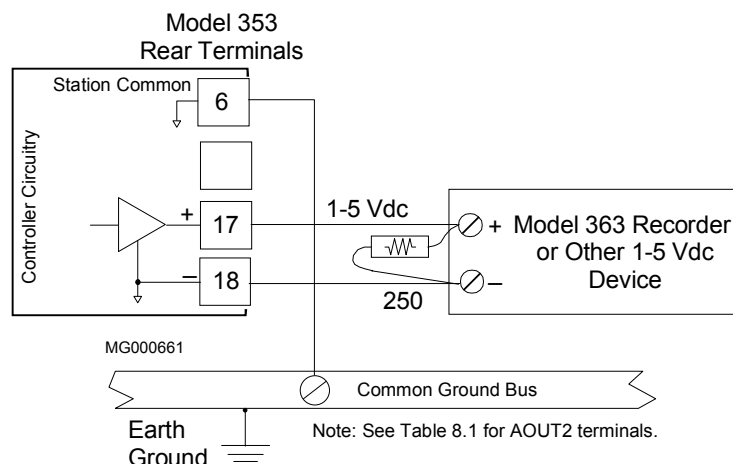 Model 353
Rear Terminals
Station Common
6
Controller Circuitry
+
17
1-5 Vdc
+
Model 363 Recorder
or Other 1-5 Vdc
Device
–
18
–
250
MG000661
Common Ground Bus
Earth
Ground
Note: See Table 8.1 for AOUT2 terminals.